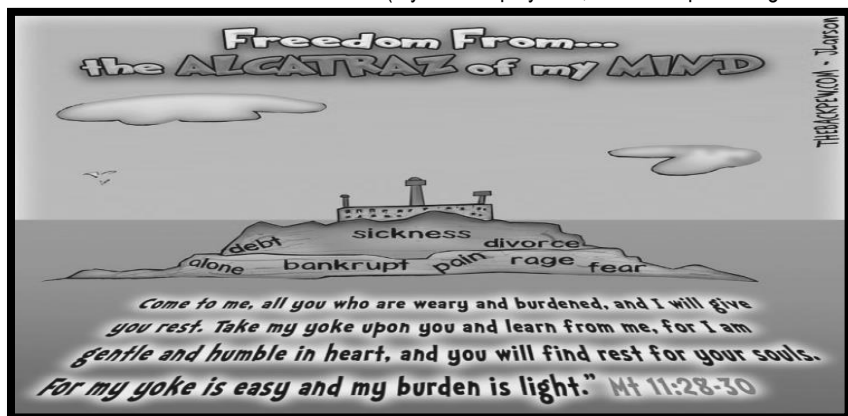 Freedom From...
the ALCATRAZ of my MIND
THEBACKPEW.COM - JLarson
sickness
debt
divorce
alone
bankrupt
pain
rage
fear
Come to me, all you who are weary and burdened, and I will give
you rest. Take my yoke upon you and learn from me, for I am
gentle and humble in heart, and you will find rest for your souls.
For my yoke is easy and my burden is light." Mt 11:28-30